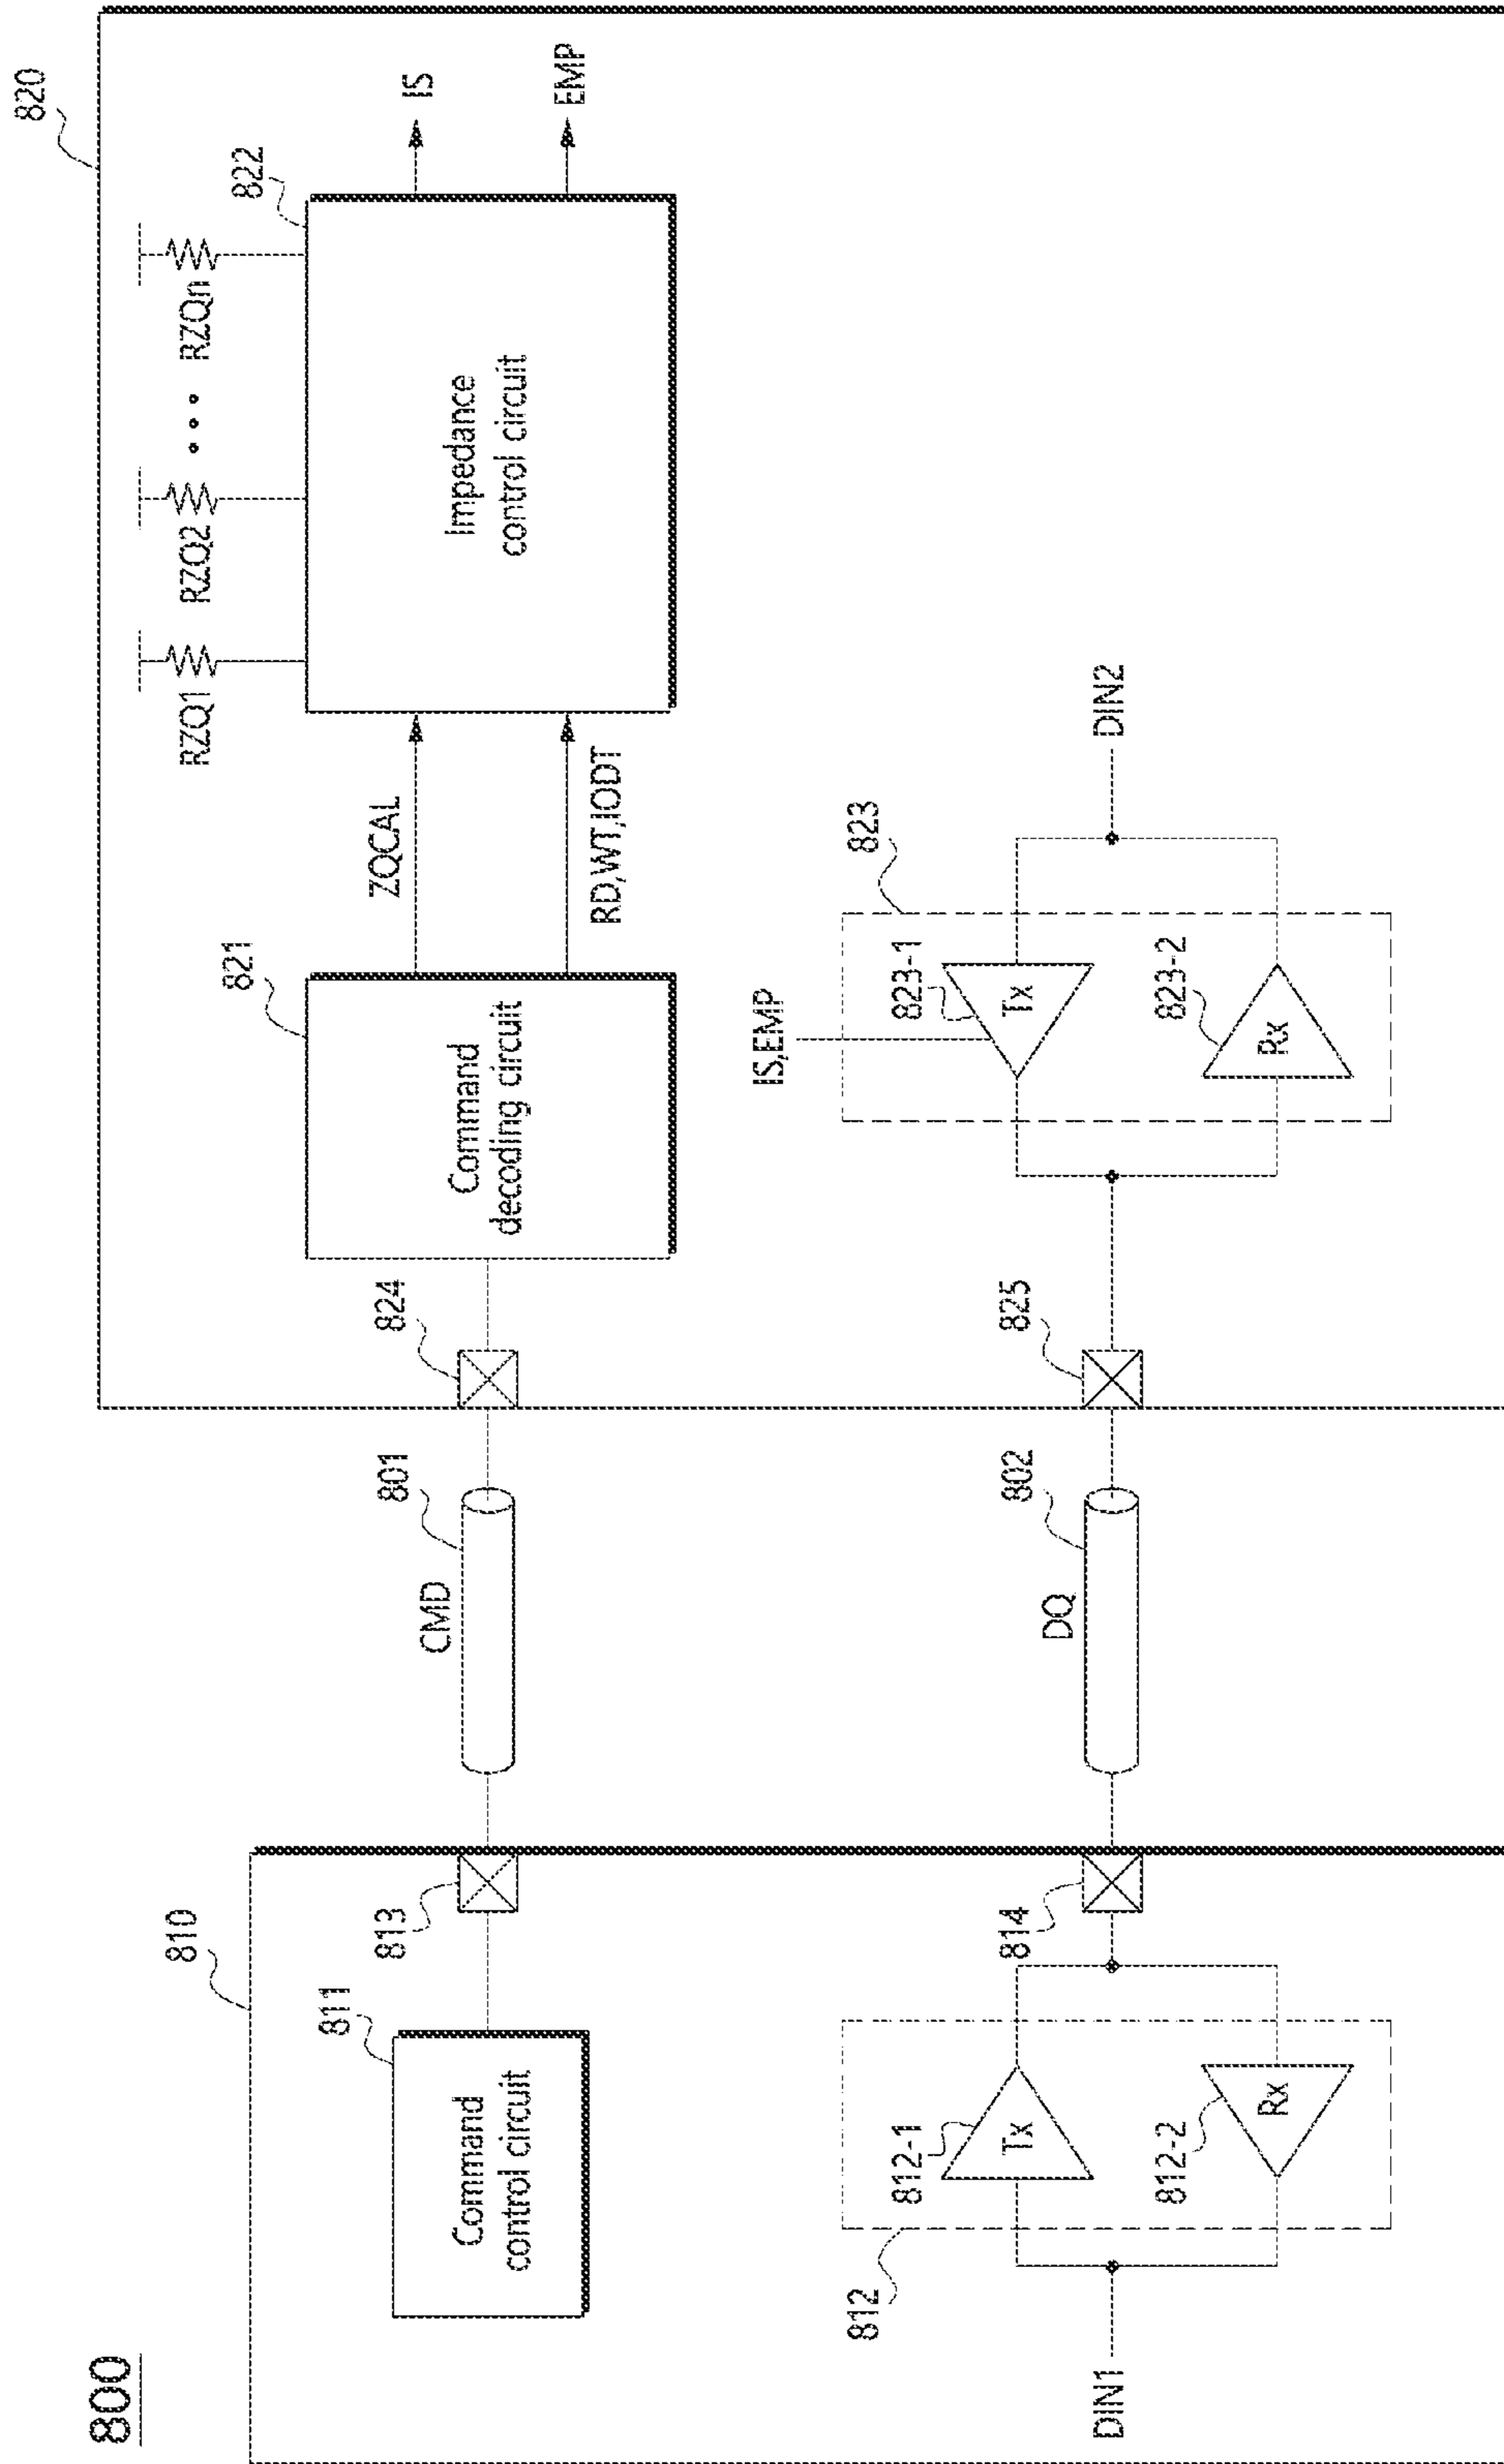 800
810
820
811
Command
control circuit
813
CMD
801
824
821
Command
decoding circuit
ZQCAL
RD,WT,IODT
RZQ1
RZQ2
• • •
RZQn
822
Impedance
control circuit
IS
EMP
DIN1
812
812-1
Tx
812-2
Rx
814
DQ
802
825
IS,EMP
823
823-1
Tx
823-2
Rx
DIN2